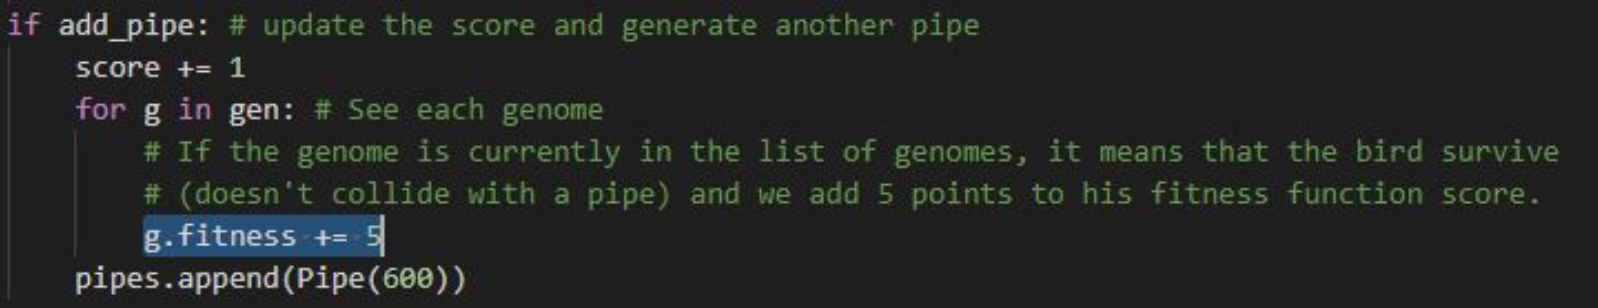 if add_pipe: # update the score and generate another pipe
score += 1
for g in gen: # See each genome
# If the genome is currently in the list of genomes, it means that the bird survive
# (doesn't collide with a pipe) and we add 5 points to his fitness function score.
g.fitness += 5
pipes.append(Pipe(600))